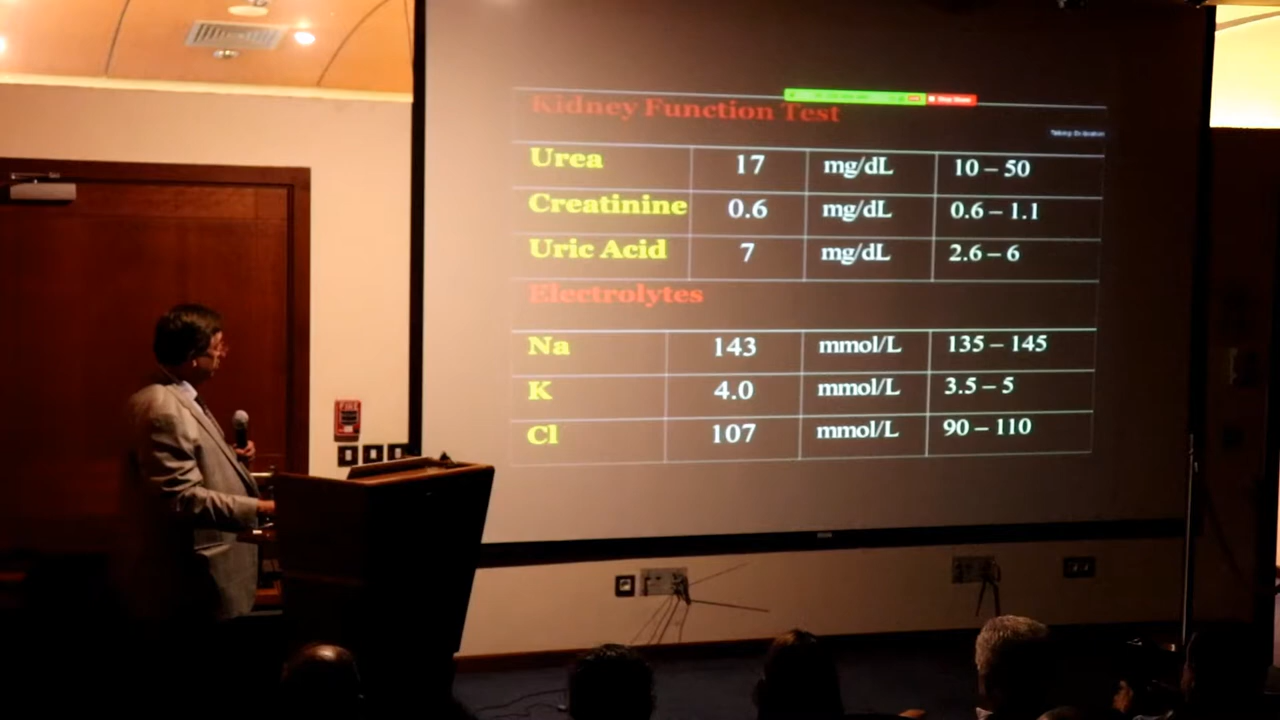 Kidney Function Test
Urea 17 mg/dL 10 – 50
Creatinine 0.6 mg/dL 0.6 – 1.1
Uric Acid 7 mg/dL 2.6 – 6
Electrolytes
Na 143 mmol/L 135 – 145
K 4.0 mmol/L 3.5 – 5
Cl 107 mmol/L 90 – 110
FIRE